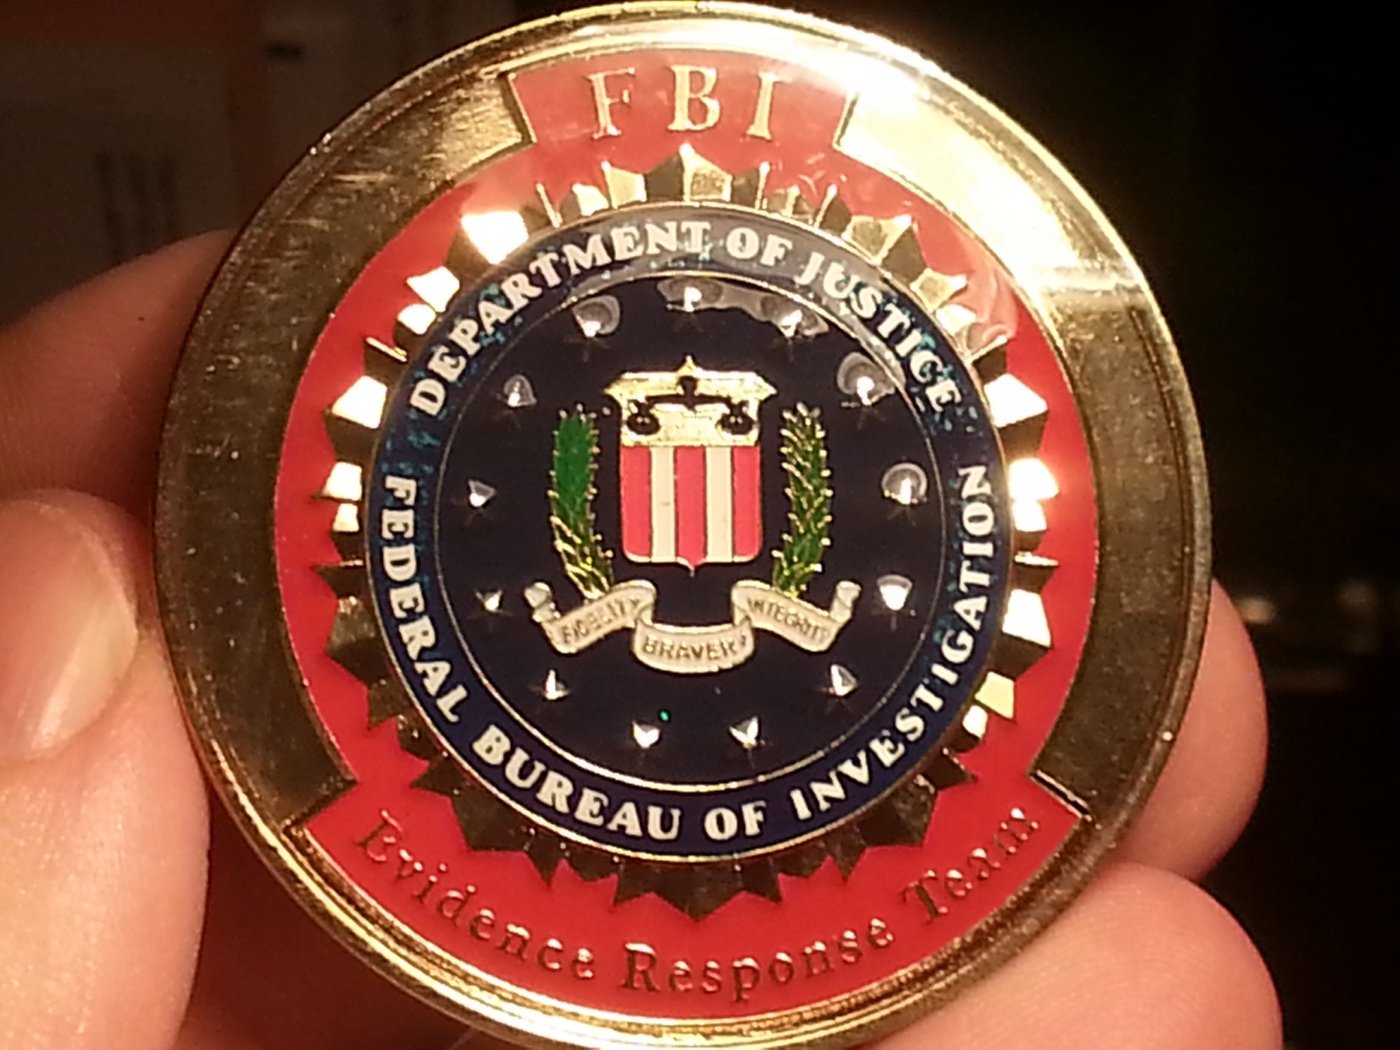 FBI
DEPARTMENT OF JUSTICE
FEDERAL BUREAU OF INVESTIGATION
FIDELITY
BRAVERY
INTEGRITY
Evidence Response Team